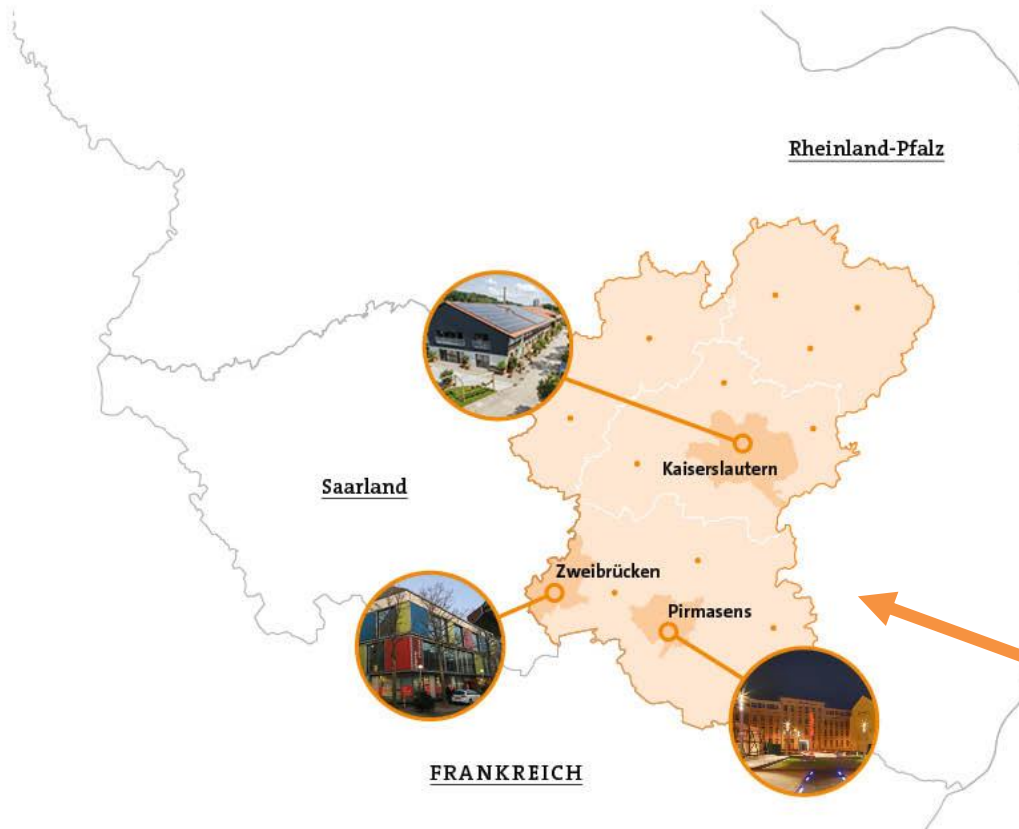 Rheinland-Pfalz
Kaiserslautern
Saarland
Zweibrücken
Pirmasens
FRANKREICH